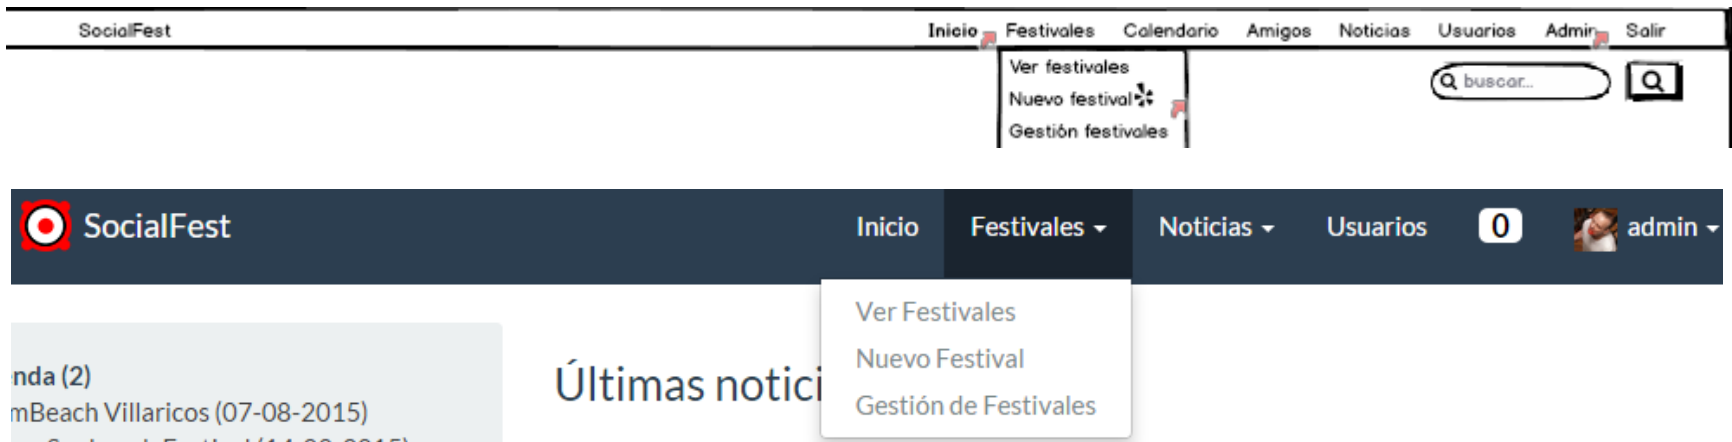 SocialFest Inicio Festivales Calendario Amigos Noticias Usuarios Admin Salir
Ver festivales
buscar...
Nuevo festival
Gestión festivales
SocialFest Inicio Festivales Noticias Usuarios 0 admin
Ver Festivales
Nuevo Festival
nda (2)
Últimas notici
mBeach Villaricos (07-08-2015)
Gestión de Festivales